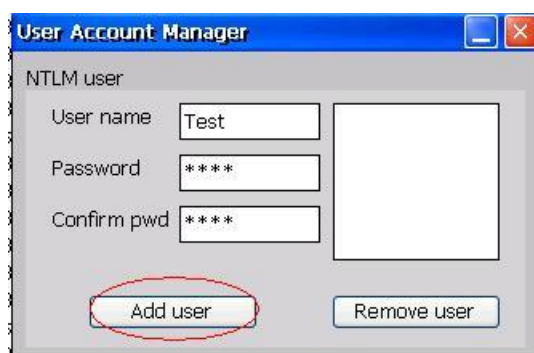 User Account Manager
NTLM user
User name Test
Password ****
Confirm pwd ****
Add user Remove user